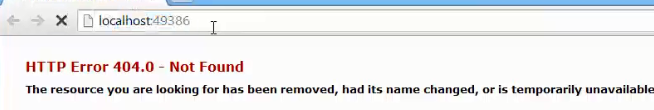 localhost:49386
HTTP Error 404.0 - Not Found
The resource you are looking for has been removed, had its name changed, or is temporarily unavailable